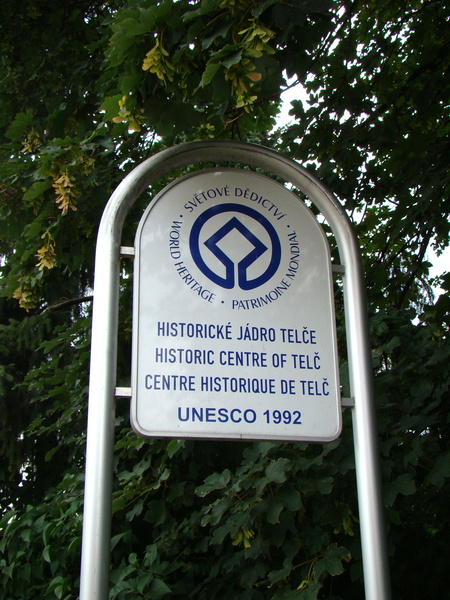 · SVĚTOVÉ DĚDICTVÍ ·
WORLD HERITAGE ·
PATRIMOINE MONDIAL
HISTORICKÉ JÁDRO TELČE
HISTORIC CENTRE OF TELČ
CENTRE HISTORIQUE DE TELČ
UNESCO 1992